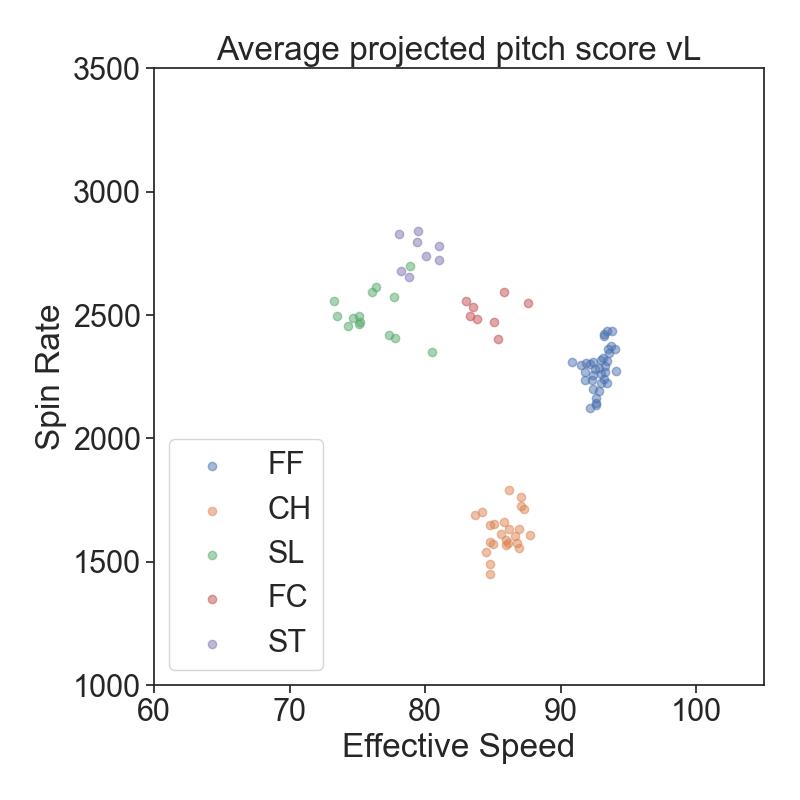 Average projected pitch score vL
3500
3000
2500
2000
1500
1000
Spin Rate
FF
CH
SL
FC
ST
60 70 80 90 100
Effective Speed